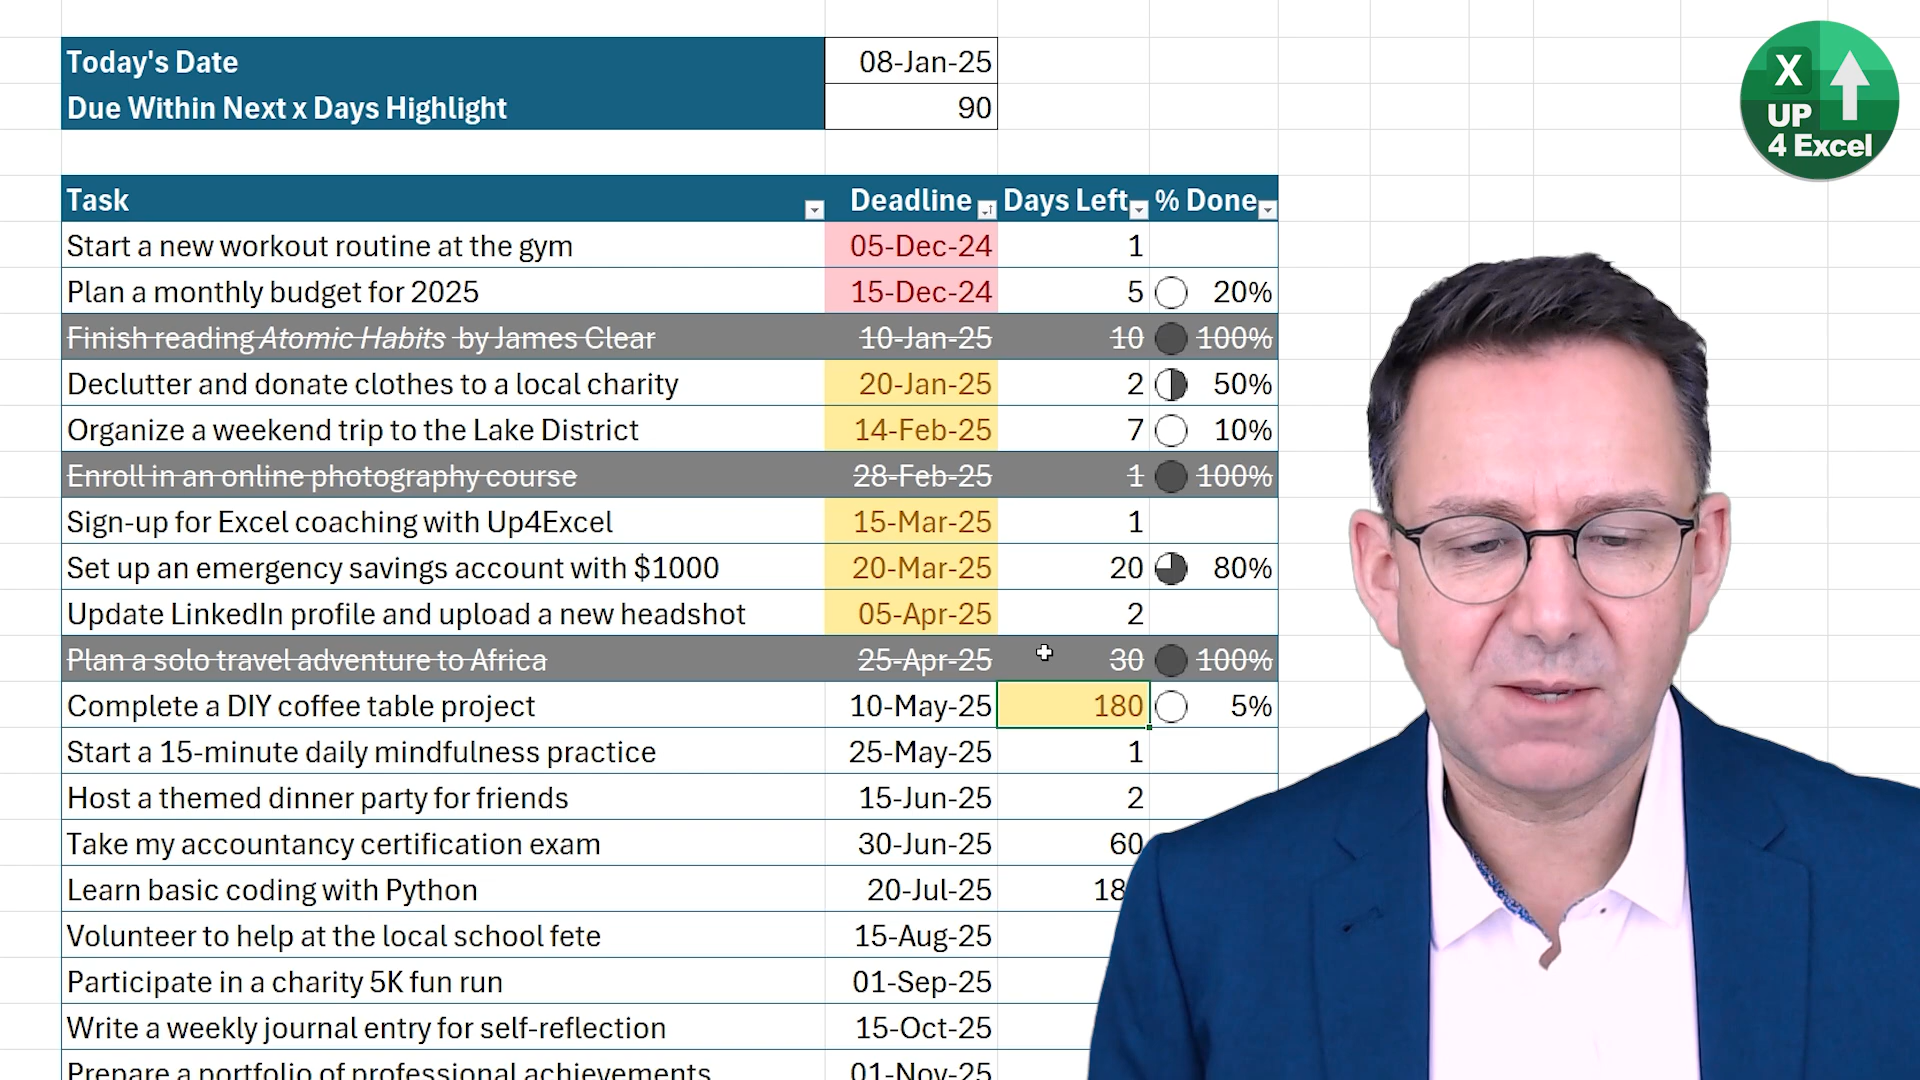 Today's Date 08-Jan-25
Due Within Next x Days Highlight 90
X
UP
4 Excel
Task Deadline Days Left % Done
Start a new workout routine at the gym 05-Dec-24 1
Plan a monthly budget for 2025 15-Dec-24 5 20%
Finish reading Atomic Habits by James Clear 10-Jan-25 10 100%
Declutter and donate clothes to a local charity 20-Jan-25 2 50%
Organize a weekend trip to the Lake District 14-Feb-25 7 10%
Enroll in an online photography course 28-Feb-25 1 100%
Sign-up for Excel coaching with Up4Excel 15-Mar-25 1
Set up an emergency savings account with $1000 20-Mar-25 20 80%
Update LinkedIn profile and upload a new headshot 05-Apr-25 2
Plan a solo travel adventure to Africa 25-Apr-25 30 100%
Complete a DIY coffee table project 10-May-25 180 5%
Start a 15-minute daily mindfulness practice 25-May-25 1
Host a themed dinner party for friends 15-Jun-25 2
Take my accountancy certification exam 30-Jun-25 60
Learn basic coding with Python 20-Jul-25
Volunteer to help at the local school fete 15-Aug-25
Participate in a charity 5K fun run 01-Sep-25
Write a weekly journal entry for self-reflection 15-Oct-25
Prepare a portfolio of professional achievements 01-Nov-25